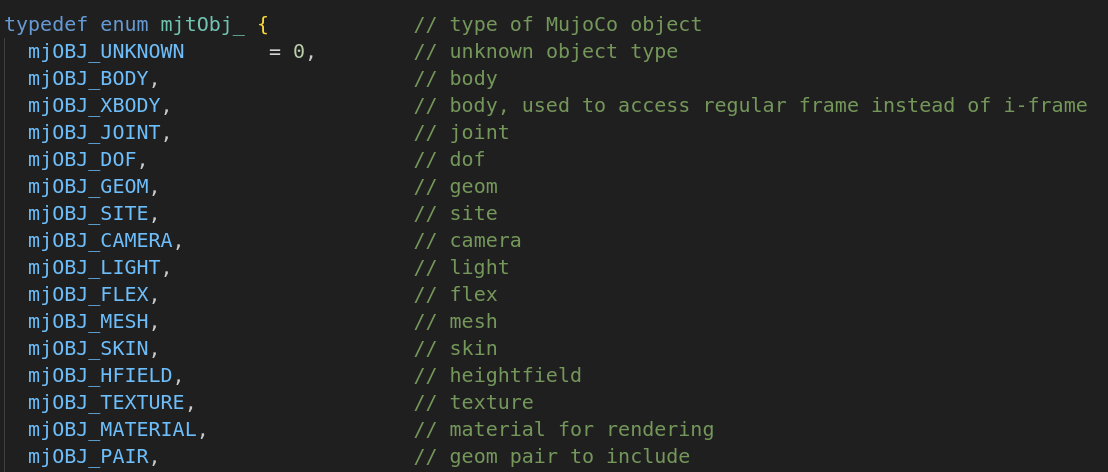 typedef enum mjtObj_ {            // type of MujoCo object
  mjOBJ_UNKNOWN       = 0,        // unknown object type
  mjOBJ_BODY,                     // body
  mjOBJ_XBODY,                    // body, used to access regular frame instead of i-frame
  mjOBJ_JOINT,                    // joint
  mjOBJ_DOF,                      // dof
  mjOBJ_GEOM,                     // geom
  mjOBJ_SITE,                     // site
  mjOBJ_CAMERA,                   // camera
  mjOBJ_LIGHT,                    // light
  mjOBJ_FLEX,                     // flex
  mjOBJ_MESH,                     // mesh
  mjOBJ_SKIN,                     // skin
  mjOBJ_HFIELD,                   // heightfield
  mjOBJ_TEXTURE,                  // texture
  mjOBJ_MATERIAL,                 // material for rendering
  mjOBJ_PAIR,                     // geom pair to include